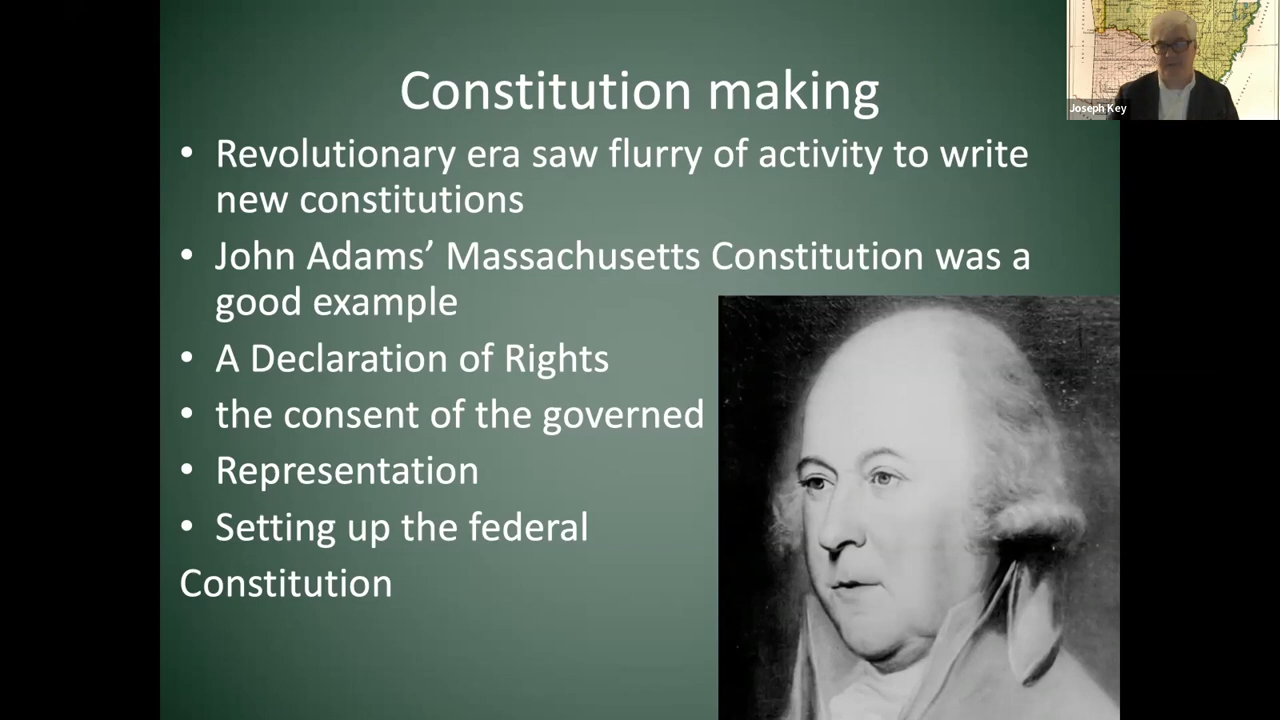 Constitution making
• Revolutionary era saw flurry of activity to write
new constitutions
• John Adams’ Massachusetts Constitution was a
good example
• A Declaration of Rights
• the consent of the governed
• Representation
• Setting up the federal
Constitution
Joseph Key